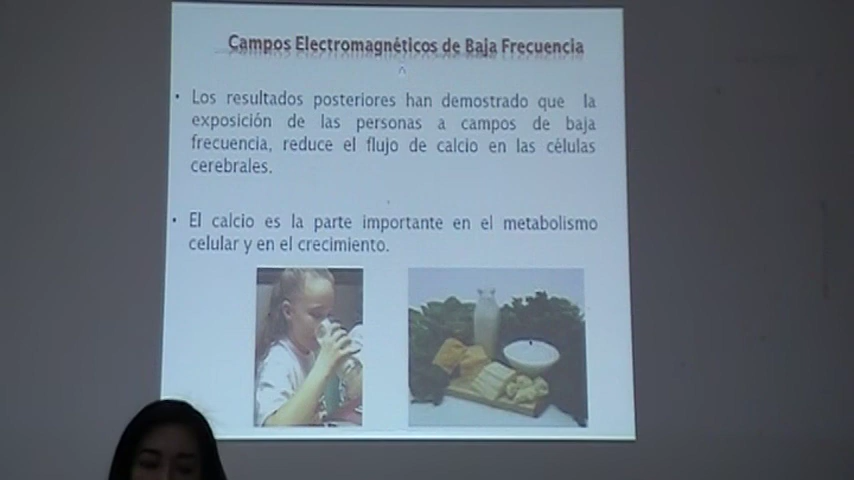 Campos Electromagnéticos de Baja Frecuencia
• Los resultados posteriores han demostrado que la
exposición de las personas a campos de baja
frecuencia, reduce el flujo de calcio en las células
cerebrales.
• El calcio es la parte importante en el metabolismo
celular y en el crecimiento.